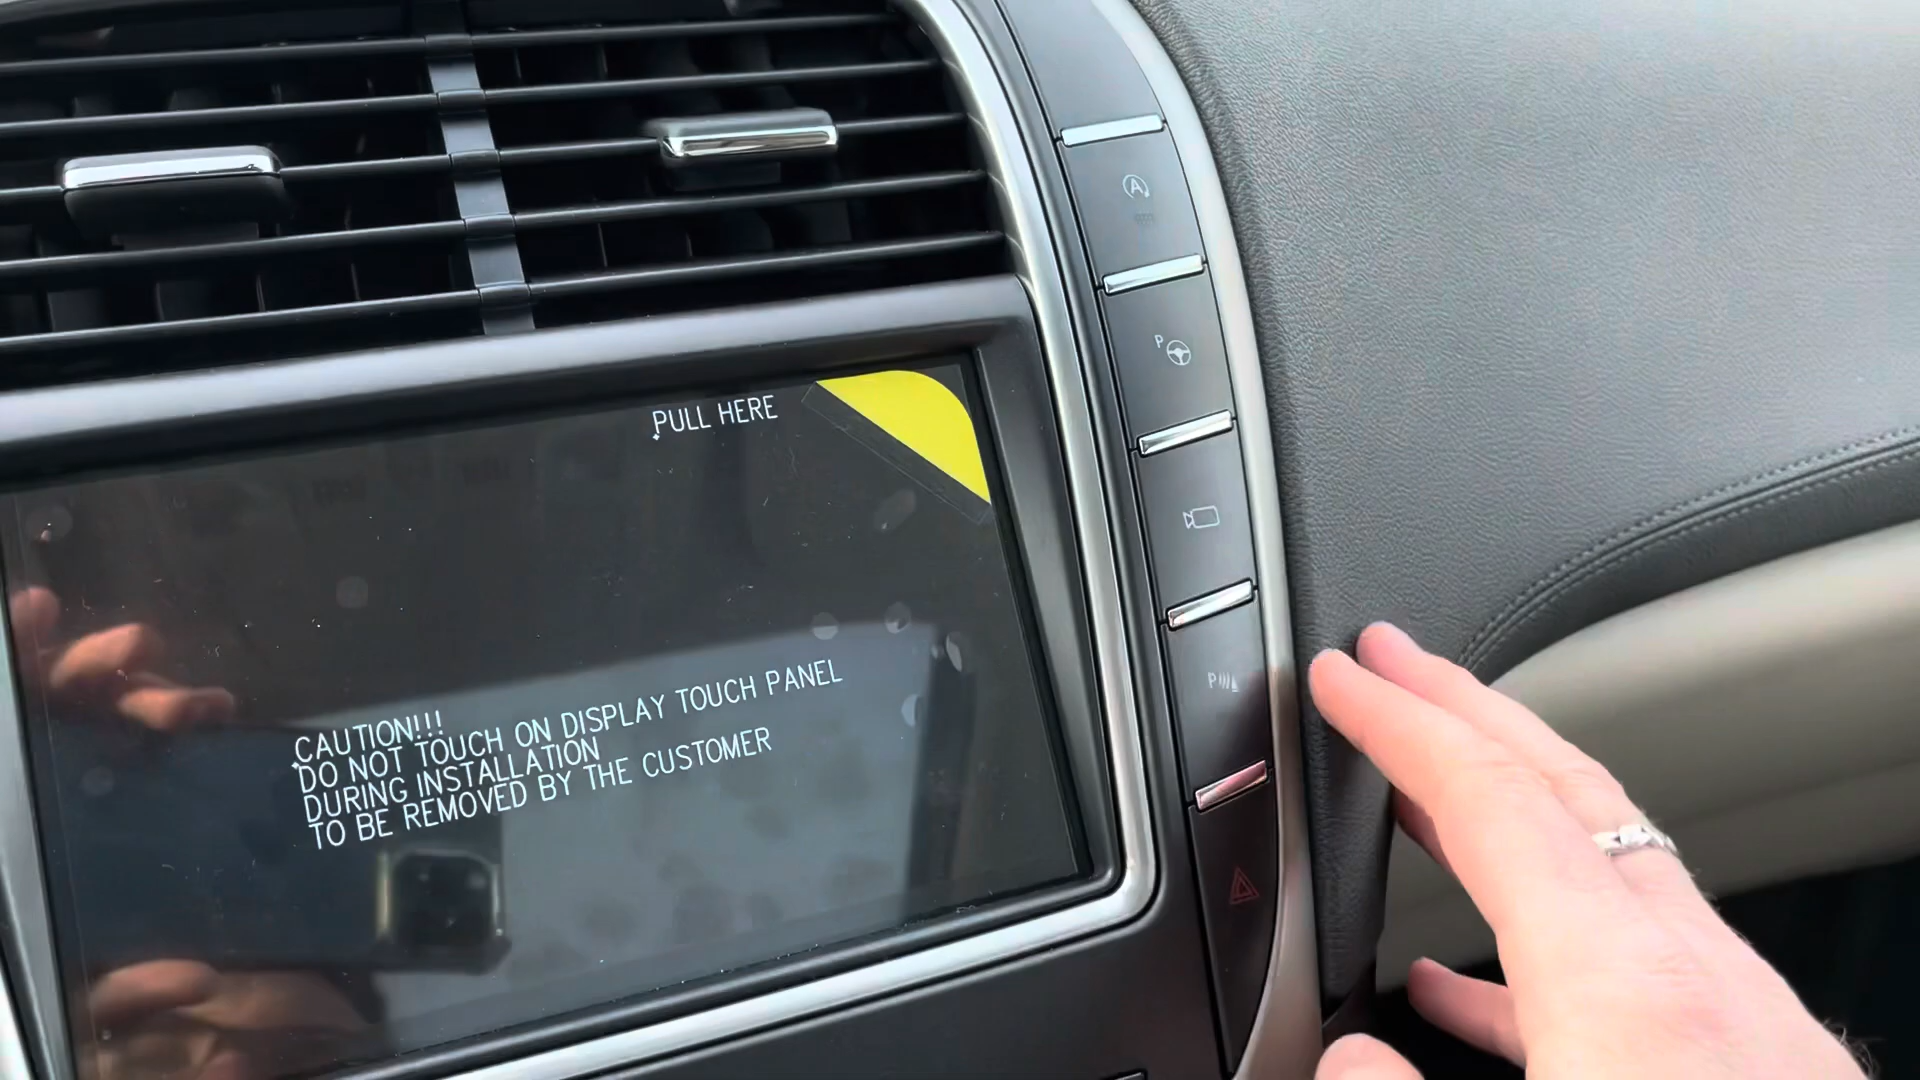 A
P
PULL HERE
P
CAUTION!!!
DO NOT TOUCH ON DISPLAY TOUCH PANEL
DURING INSTALLATION
TO BE REMOVED BY THE CUSTOMER